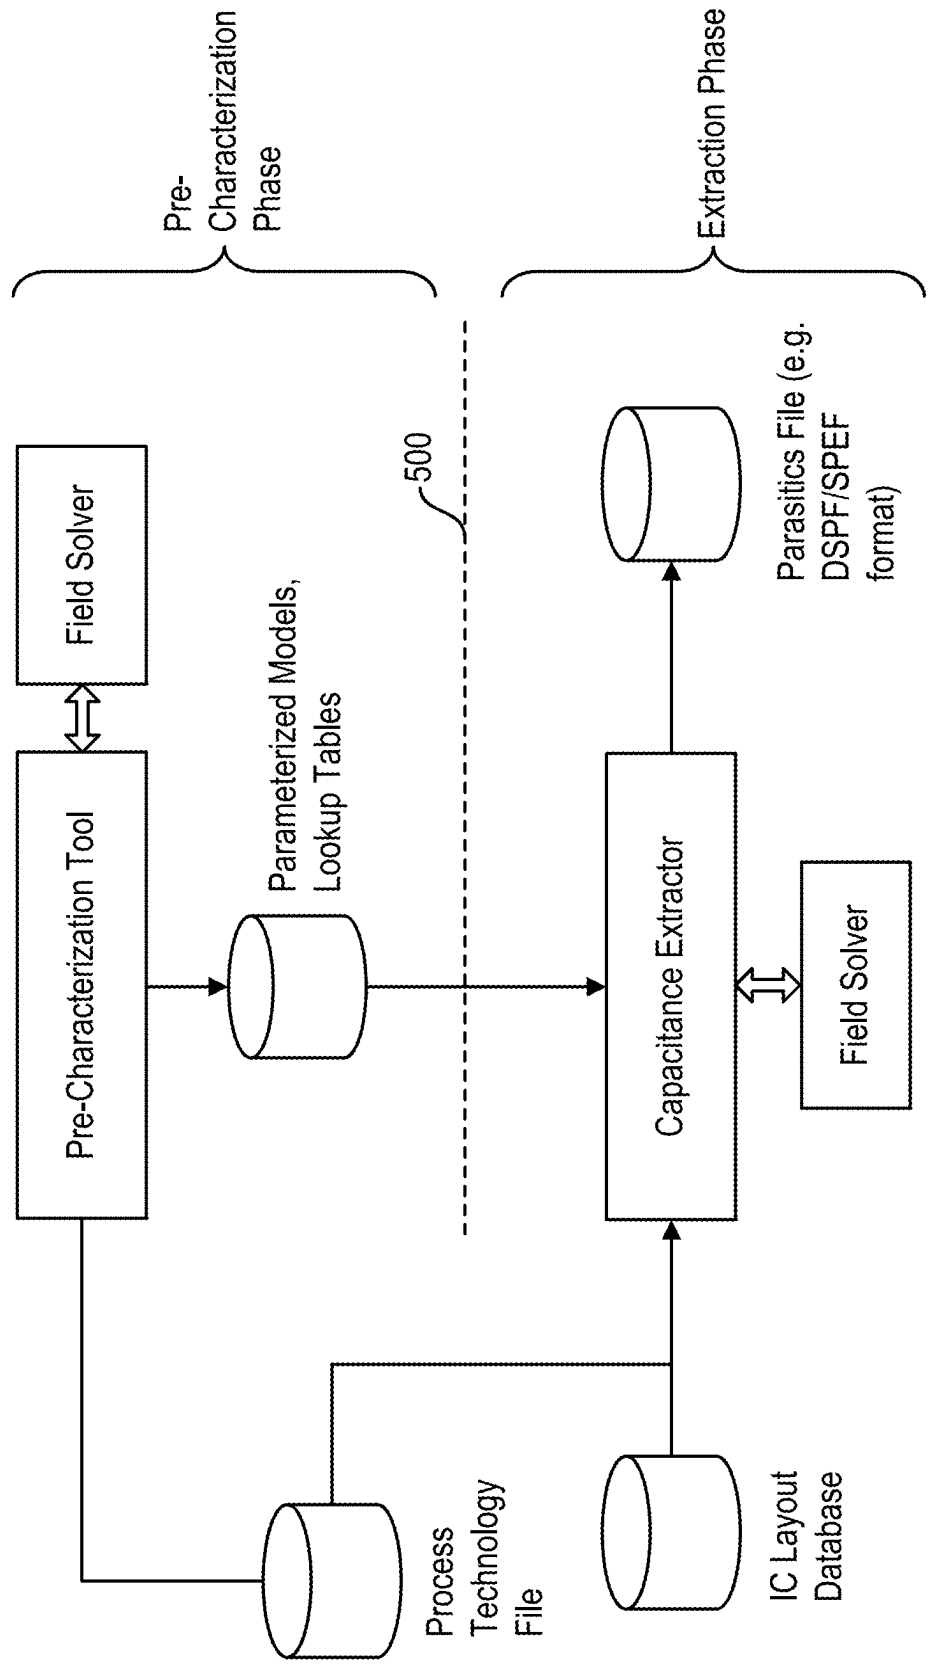 Pre-
Characterization
Phase
Field Solver
Pre-Characterization Tool
Parameterized Models,
Lookup Tables
500
Process
Technology
File
Extraction Phase
Parasitics File (e.g.
DSPF/SPEF
format)
Capacitance Extractor
Field Solver
IC Layout
Database